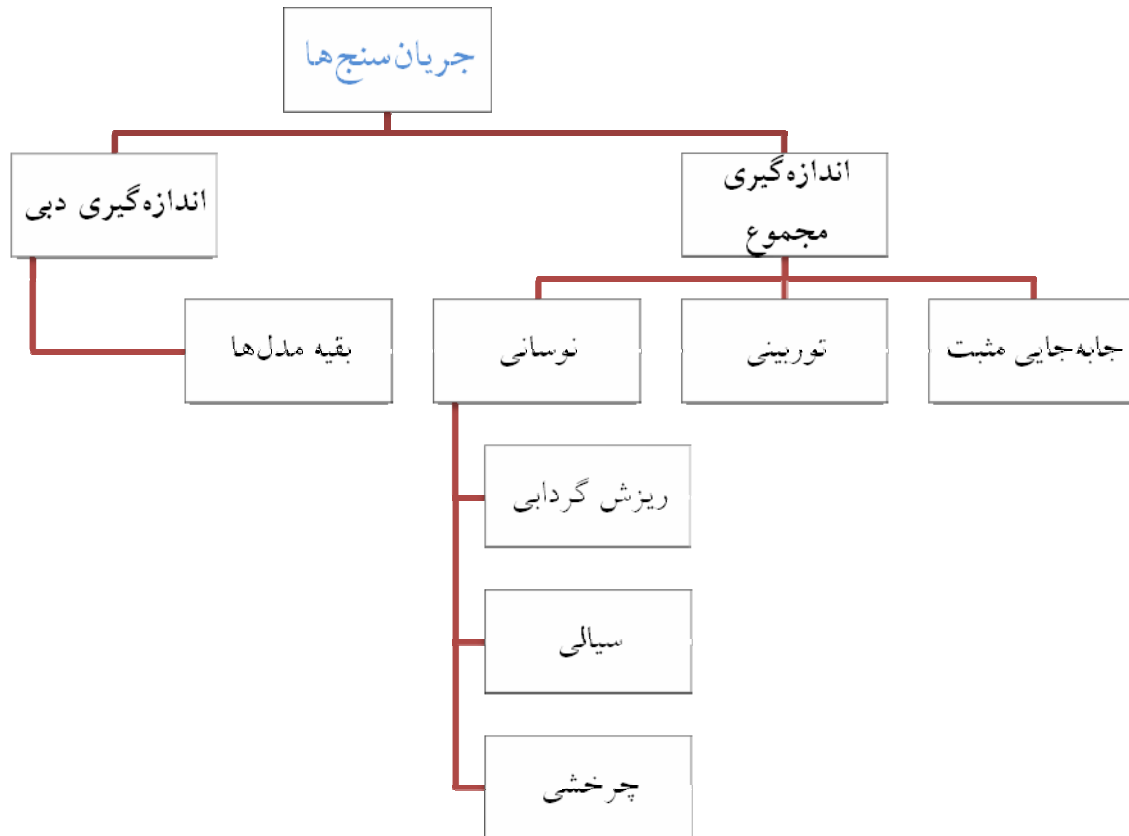 جریان‌سنج‌ها
اندازه‌گیری
مجموع
اندازه‌گیری دبی
جابه‌جایی مثبت
توربینی
نوسانی
بقیه مدل‌ها
ریزش گردابی
سیالی
چرخشی